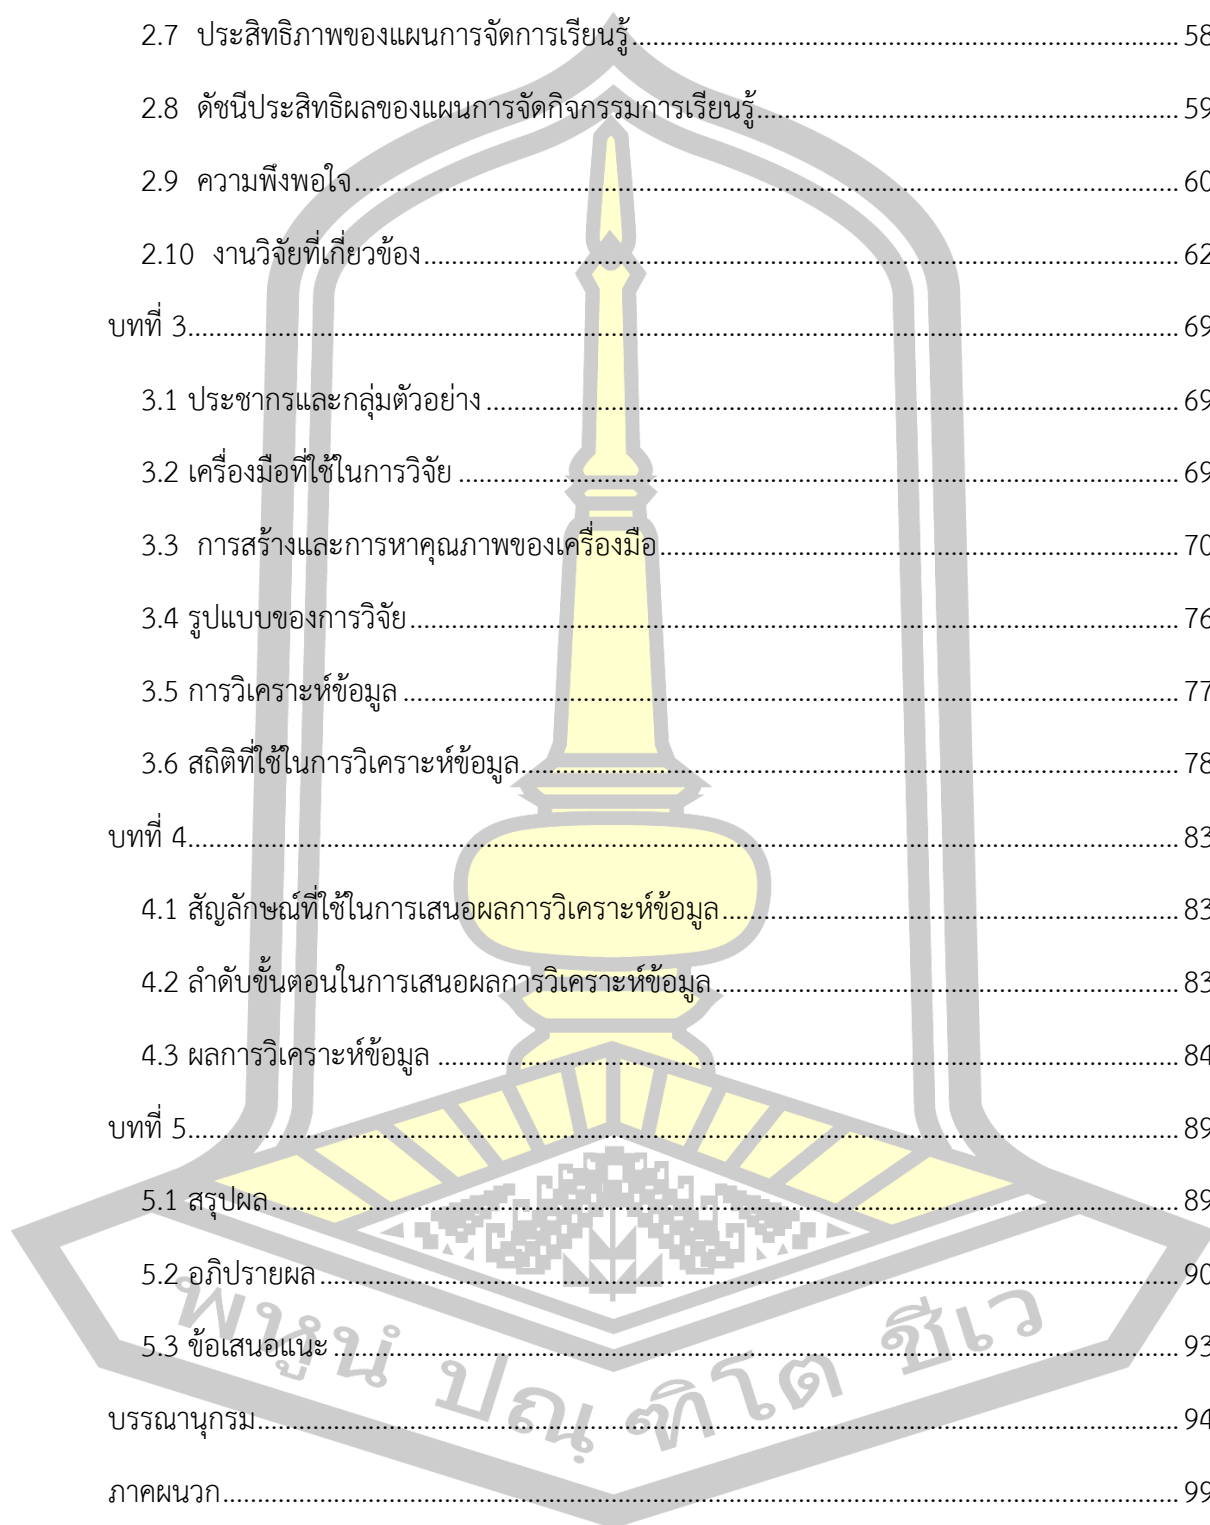 2.7 ประสิทธิภาพของแผนการจัดการเรียนรู้ 58
2.8 ดัชนีประสิทธิผลของแผนการจัดกิจกรรมการเรียนรู้ 59
2.9 ความพึงพอใจ 60
2.10 งานวิจัยที่เกี่ยวข้อง 62
บทที่ 3 69
3.1 ประชากรและกลุ่มตัวอย่าง 69
3.2 เครื่องมือที่ใช้ในการวิจัย 69
3.3 การสร้างและการหาคุณภาพของเครื่องมือ 70
3.4 รูปแบบของการวิจัย 76
3.5 การวิเคราะห์ข้อมูล 77
3.6 สถิติที่ใช้ในการวิเคราะห์ข้อมูล 78
บทที่ 4 83
4.1 สัญลักษณ์ที่ใช้ในการเสนอผลการวิเคราะห์ข้อมูล 83
4.2 ลำดับขั้นตอนในการเสนอผลการวิเคราะห์ข้อมูล 83
4.3 ผลการวิเคราะห์ข้อมูล 84
บทที่ 5 89
5.1 สรุปผล 89
5.2 อภิปรายผล 90
5.3 ข้อเสนอแนะ 93
บรรณานุกรม 94
ภาคผนวก 99
พหูนํ ปณฺฑิโต ชีเว